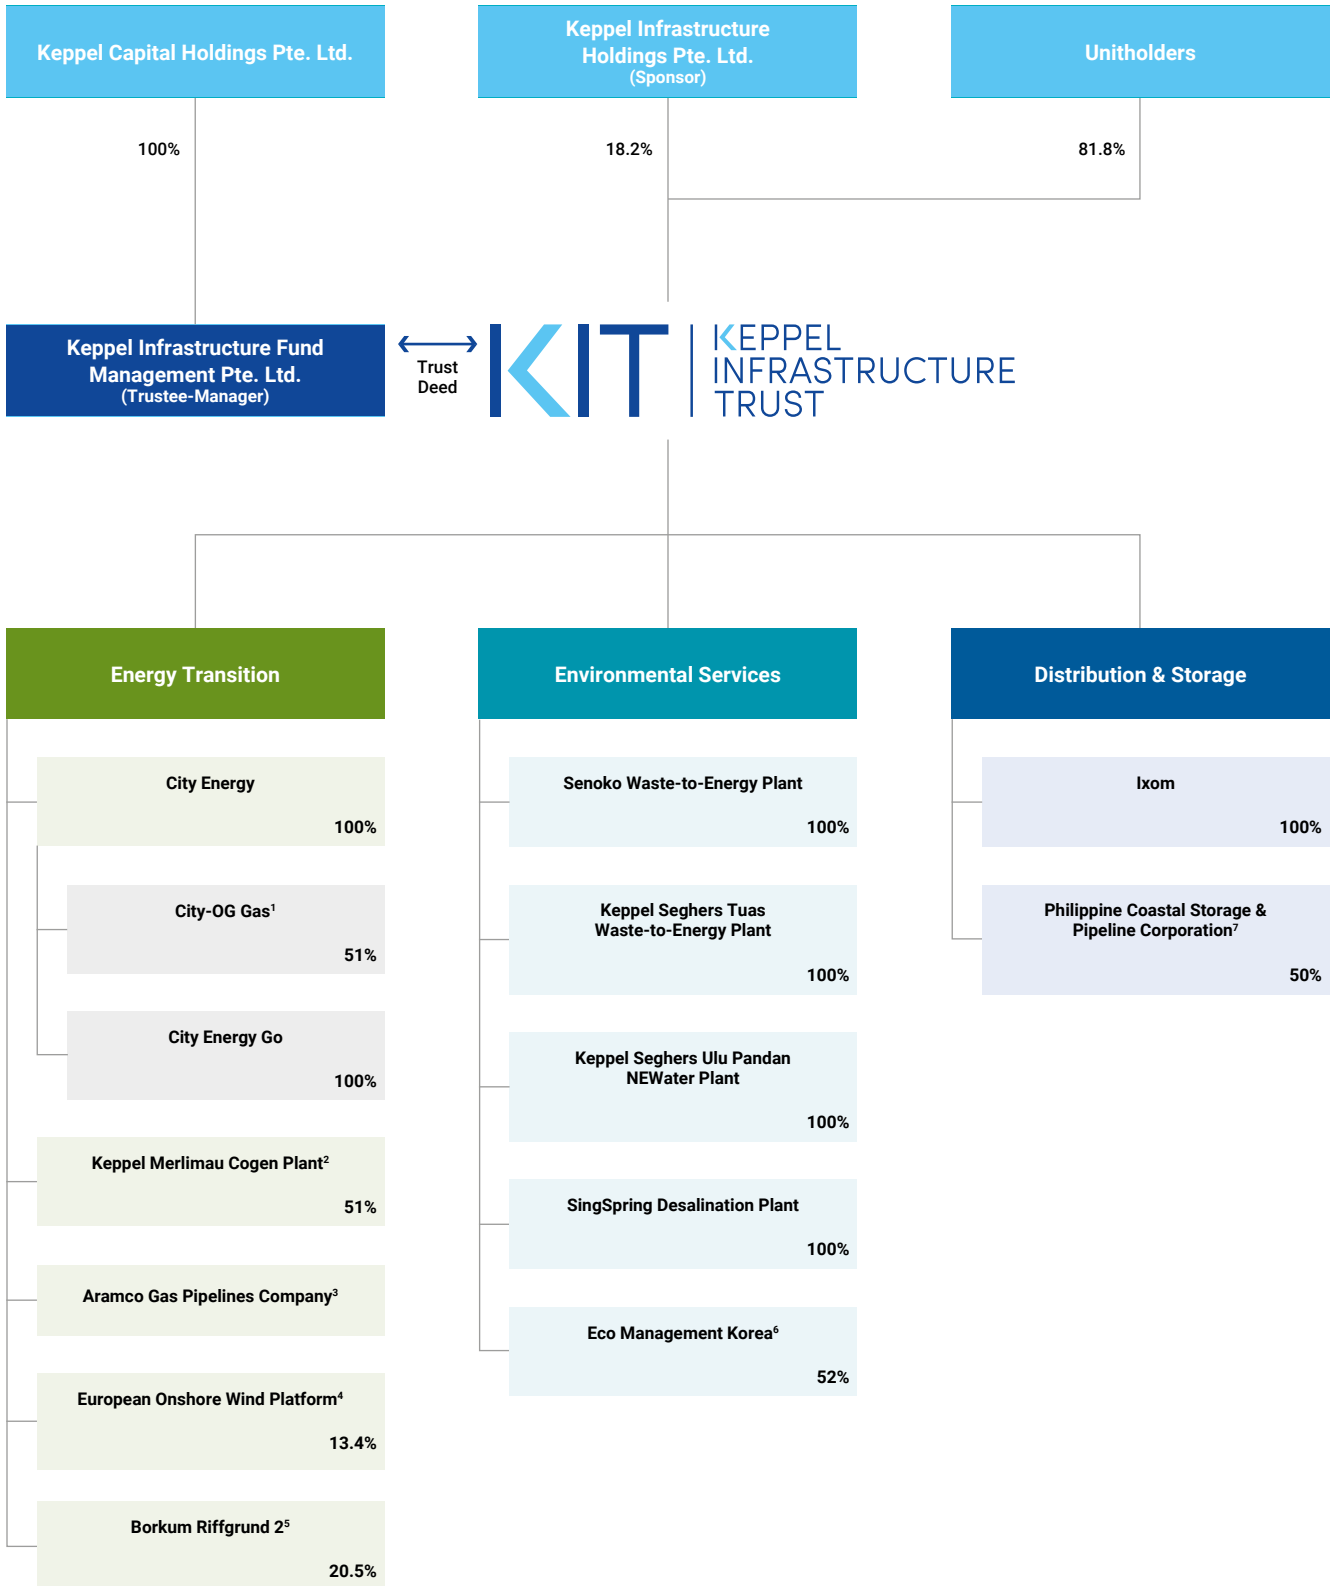 Keppel Capital Holdings Pte. Ltd.
Keppel Infrastructure
Holdings Pte. Ltd.
(Sponsor)
Unitholders
100%
18.2%
81.8%
Keppel Infrastructure Fund
Management Pte. Ltd.
(Trustee-Manager)
Trust
Deed
KIT
KEPPEL
INFRASTRUCTURE
TRUST
Energy Transition
City Energy
100%
City-OG Gas¹
51%
City Energy Go
100%
Keppel Merlimau Cogen Plant²
51%
Aramco Gas Pipelines Company³
European Onshore Wind Platform⁴
13.4%
Borkum Riffgrund 2⁵
20.5%
Environmental Services
Senoko Waste-to-Energy Plant
100%
Keppel Seghers Tuas
Waste-to-Energy Plant
100%
Keppel Seghers Ulu Pandan
NEWater Plant
100%
SingSpring Desalination Plant
100%
Eco Management Korea⁶
52%
Distribution & Storage
Ixom
100%
Philippine Coastal Storage &
Pipeline Corporation⁷
50%